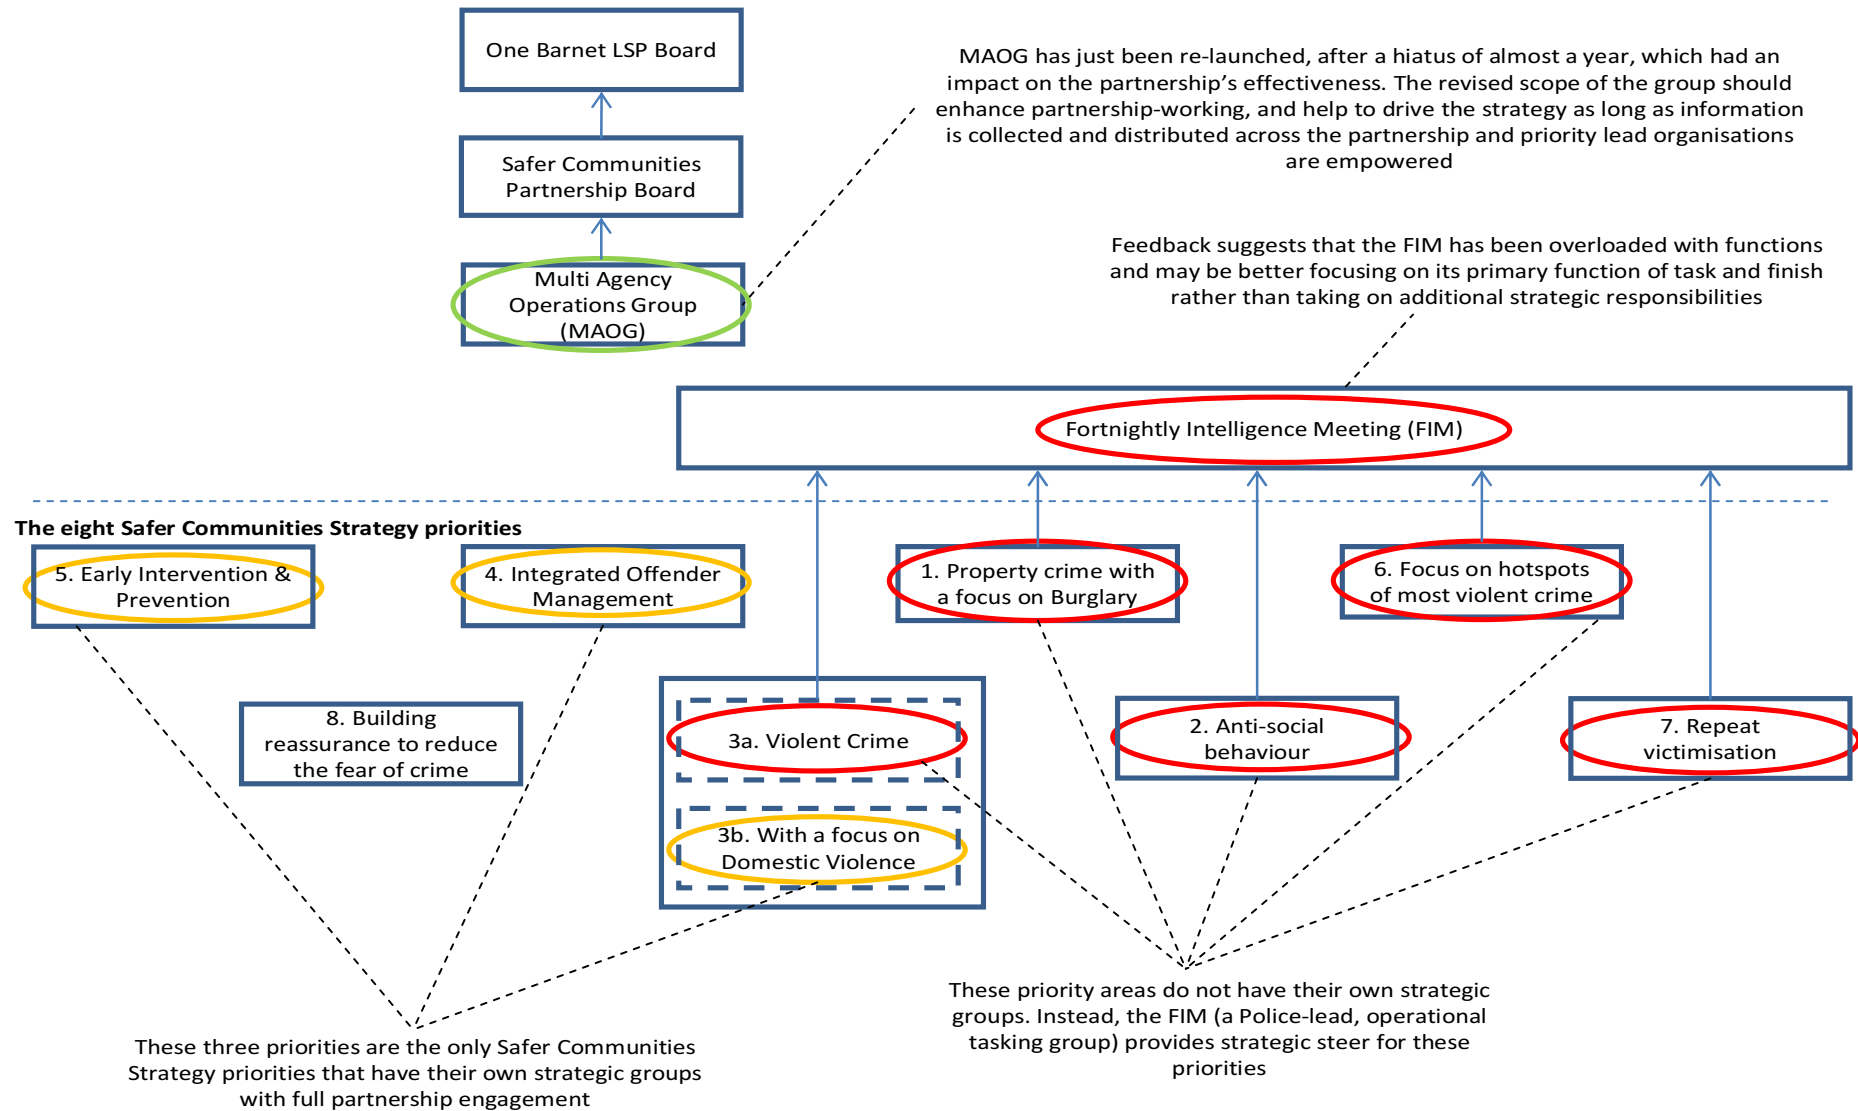 One Barnet LSP Board
MAOG has just been re-launched, after a hiatus of almost a year, which had an
impact on the partnership’s effectiveness. The revised scope of the group should
enhance partnership-working, and help to drive the strategy as long as information
is collected and distributed across the partnership and priority lead organisations
are empowered
Safer Communities
Partnership Board
Feedback suggests that the FIM has been overloaded with functions
and may be better focusing on its primary function of task and finish
rather than taking on additional strategic responsibilities
Multi Agency
Operations Group
(MAOG)
Fortnightly Intelligence Meeting (FIM)
The eight Safer Communities Strategy priorities
5. Early Intervention &
Prevention
4. Integrated Offender
Management
1. Property crime with
a focus on Burglary
6. Focus on hotspots
of most violent crime
8. Building
reassurance to reduce
the fear of crime
3a. Violent Crime
2. Anti-social
behaviour
7. Repeat
victimisation
3b. With a focus on
Domestic Violence
These priority areas do not have their own strategic
groups. Instead, the FIM (a Police-lead, operational
tasking group) provides strategic steer for these
priorities
These three priorities are the only Safer Communities
Strategy priorities that have their own strategic groups
with full partnership engagement